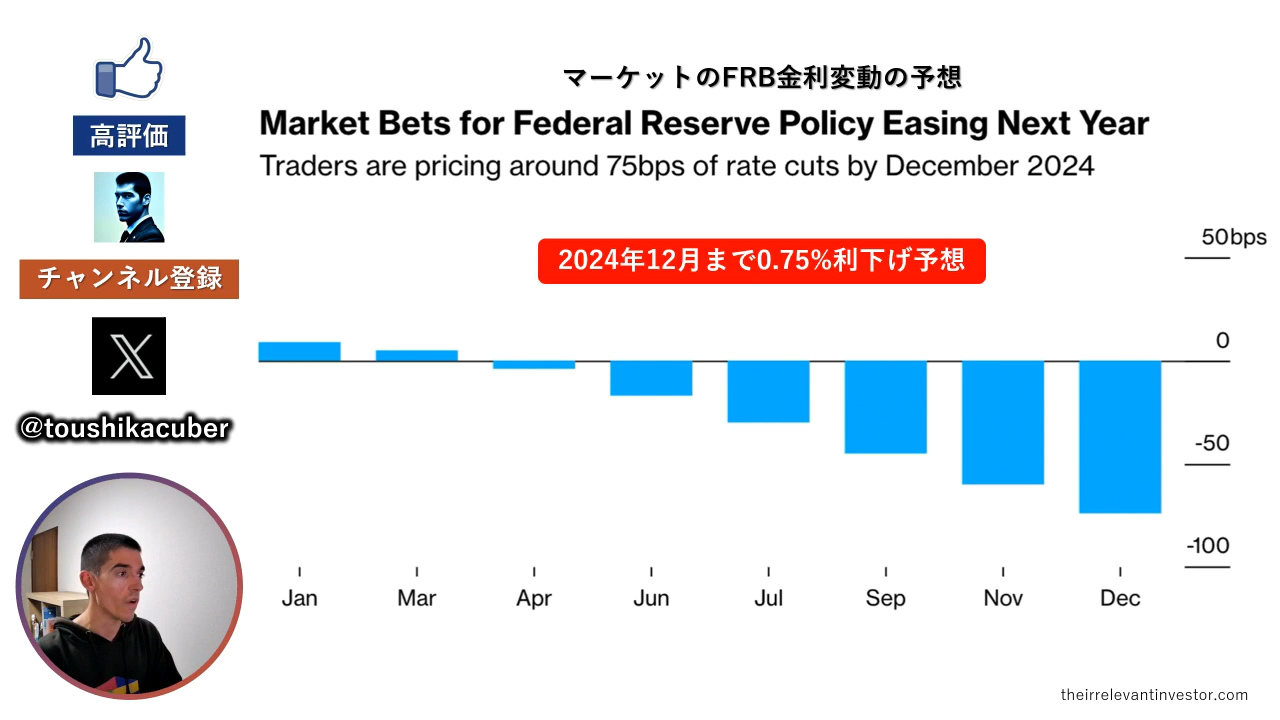 高評価
チャンネル登録
@toushikacuber
マーケットのFRB金利変動の予想
Market Bets for Federal Reserve Policy Easing Next Year
Traders are pricing around 75bps of rate cuts by December 2024
2024年12月まで0.75%利下げ予想
50bps
0
-50
-100
Jan Mar Apr Jun Jul Sep Nov Dec
theirrelevantinvestor.com